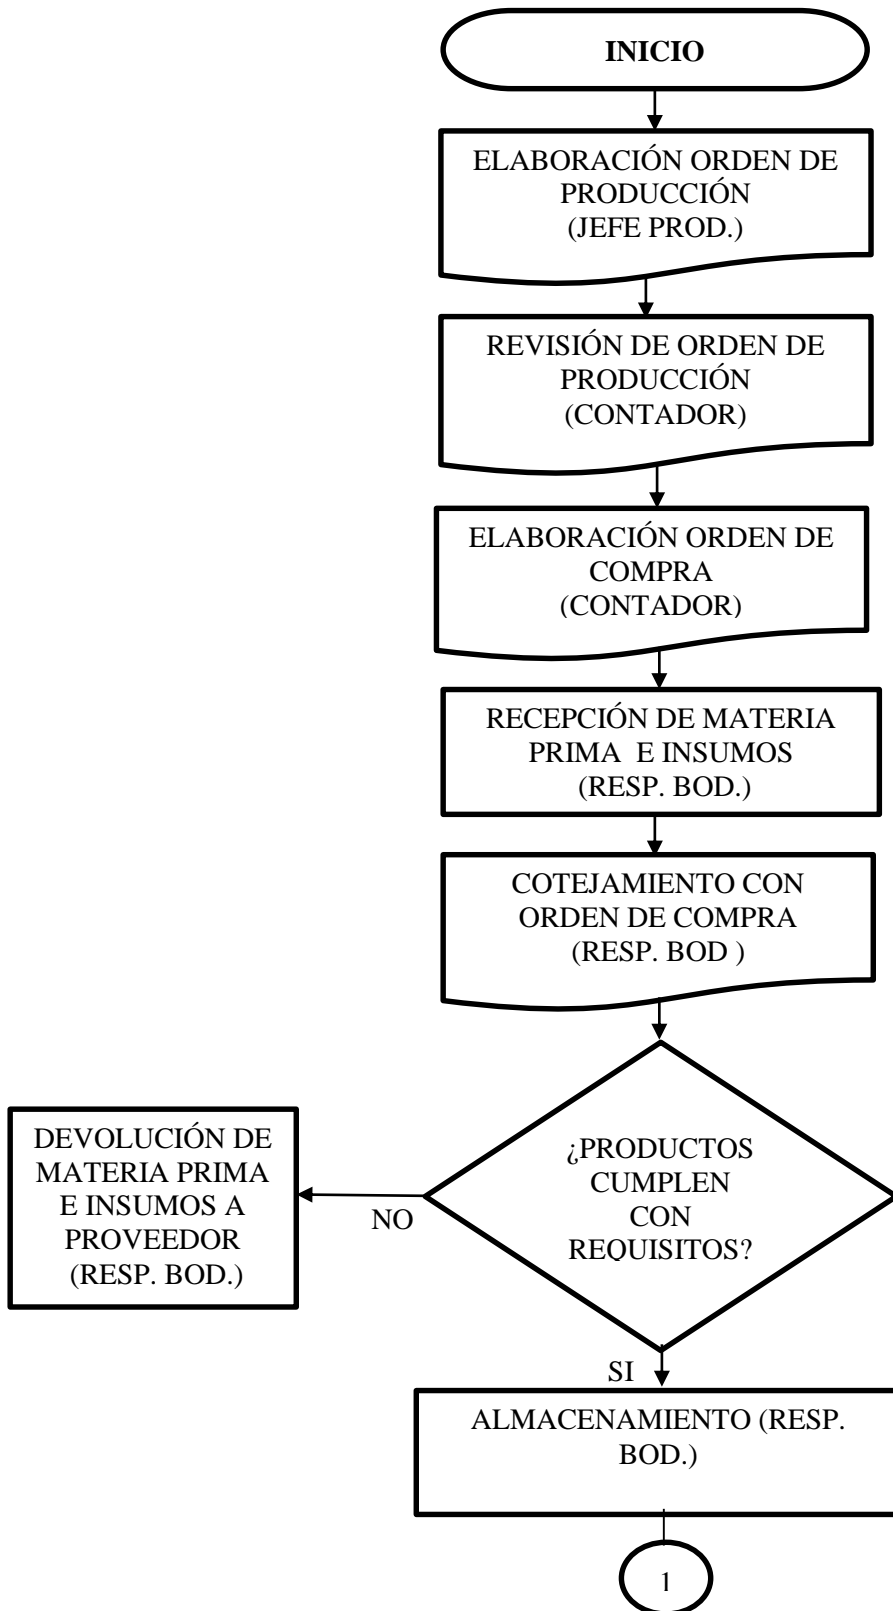 INICIO
ELABORACIÓN ORDEN DE
PRODUCCIÓN
(JEFE PROD.)
REVISIÓN DE ORDEN DE
PRODUCCIÓN
(CONTADOR)
ELABORACIÓN ORDEN DE
COMPRA
(CONTADOR)
RECEPCIÓN DE MATERIA
PRIMA E INSUMOS
(RESP. BOD.)
COTEJAMIENTO CON
ORDEN DE COMPRA
(RESP. BOD )
¿PRODUCTOS
CUMPLEN
CON
REQUISITOS?
NO
DEVOLUCIÓN DE
MATERIA PRIMA
E INSUMOS A
PROVEEDOR
(RESP. BOD.)
SI
ALMACENAMIENTO (RESP.
BOD.)
1